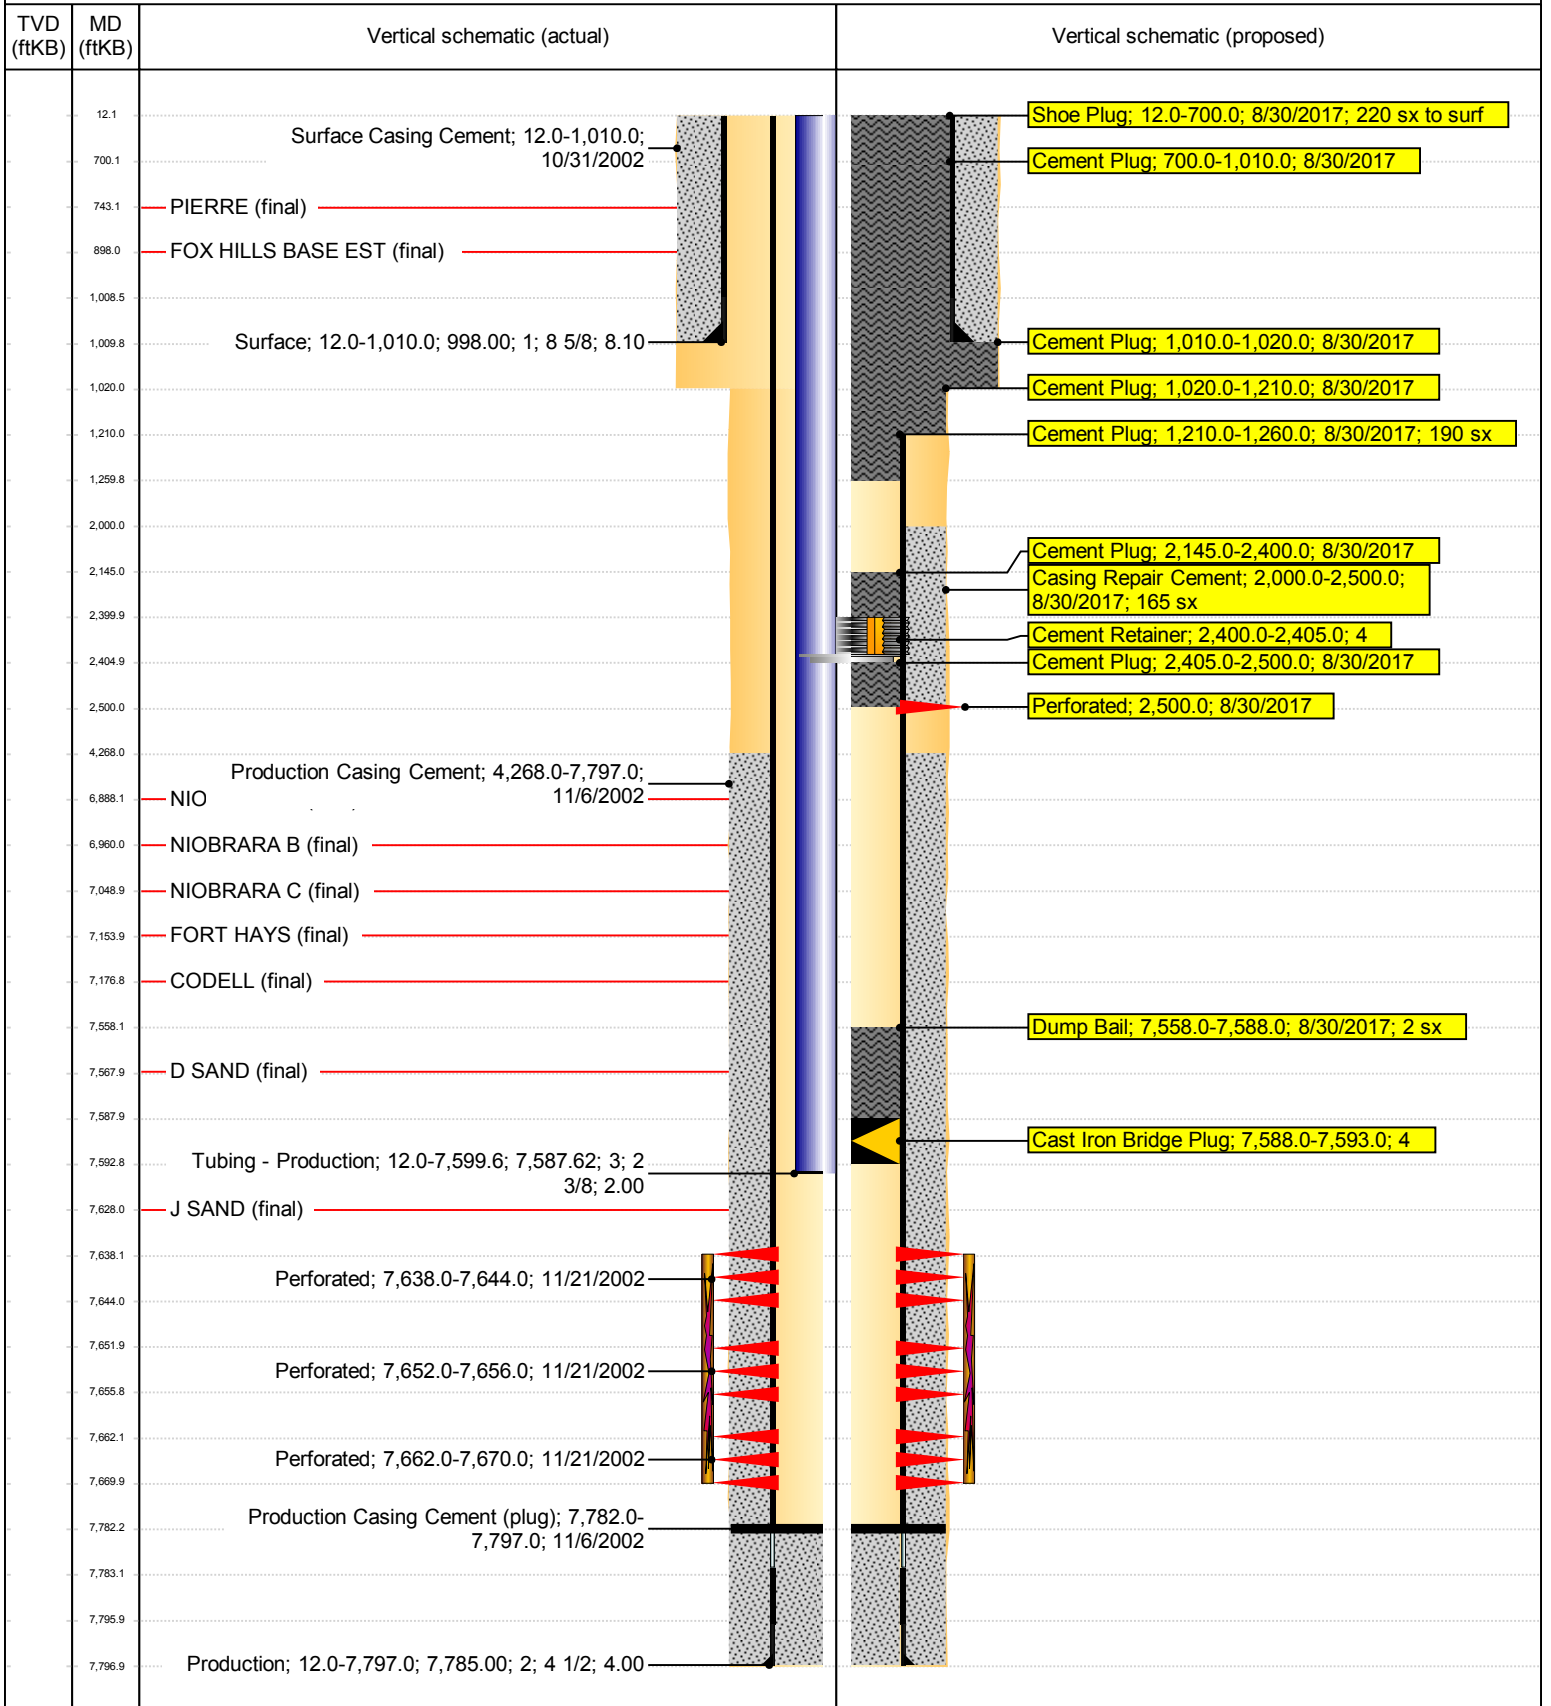 TVD
(ftKB)
MD
(ftKB)
Vertical schematic (actual)
Vertical schematic (proposed)
12.1
Surface Casing Cement; 12.0-1,010.0;
10/31/2002
Shoe Plug; 12.0-700.0; 8/30/2017; 220 sx to surf
700.1
Cement Plug; 700.0-1,010.0; 8/30/2017
743.1
PIERRE (final)
898.0
FOX HILLS BASE EST (final)
1,008.5
1,009.8
Surface; 12.0-1,010.0; 998.00; 1; 8 5/8; 8.10
Cement Plug; 1,010.0-1,020.0; 8/30/2017
1,020.0
Cement Plug; 1,020.0-1,210.0; 8/30/2017
1,210.0
Cement Plug; 1,210.0-1,260.0; 8/30/2017; 190 sx
1,259.8
2,000.0
Cement Plug; 2,145.0-2,400.0; 8/30/2017
2,145.0
Casing Repair Cement; 2,000.0-2,500.0;
8/30/2017; 165 sx
2,399.9
Cement Retainer; 2,400.0-2,405.0; 4
2,404.9
Cement Plug; 2,405.0-2,500.0; 8/30/2017
2,500.0
Perforated; 2,500.0; 8/30/2017
4,268.0
Production Casing Cement; 4,268.0-7,797.0;
11/6/2002
6,888.1
NIO
6,960.0
NIOBRARA B (final)
7,048.9
NIOBRARA C (final)
7,153.9
FORT HAYS (final)
7,176.8
CODELL (final)
7,558.1
Dump Bail; 7,558.0-7,588.0; 8/30/2017; 2 sx
7,567.9
D SAND (final)
7,587.9
Cast Iron Bridge Plug; 7,588.0-7,593.0; 4
7,592.8
Tubing - Production; 12.0-7,599.6; 7,587.62; 3; 2
3/8; 2.00
7,628.0
J SAND (final)
7,638.1
Perforated; 7,638.0-7,644.0; 11/21/2002
7,644.0
7,651.9
Perforated; 7,652.0-7,656.0; 11/21/2002
7,655.8
7,662.1
Perforated; 7,662.0-7,670.0; 11/21/2002
7,669.9
Production Casing Cement (plug); 7,782.0-
7,797.0; 11/6/2002
7,782.2
7,783.1
7,795.9
7,796.9
Production; 12.0-7,797.0; 7,785.00; 2; 4 1/2; 4.00